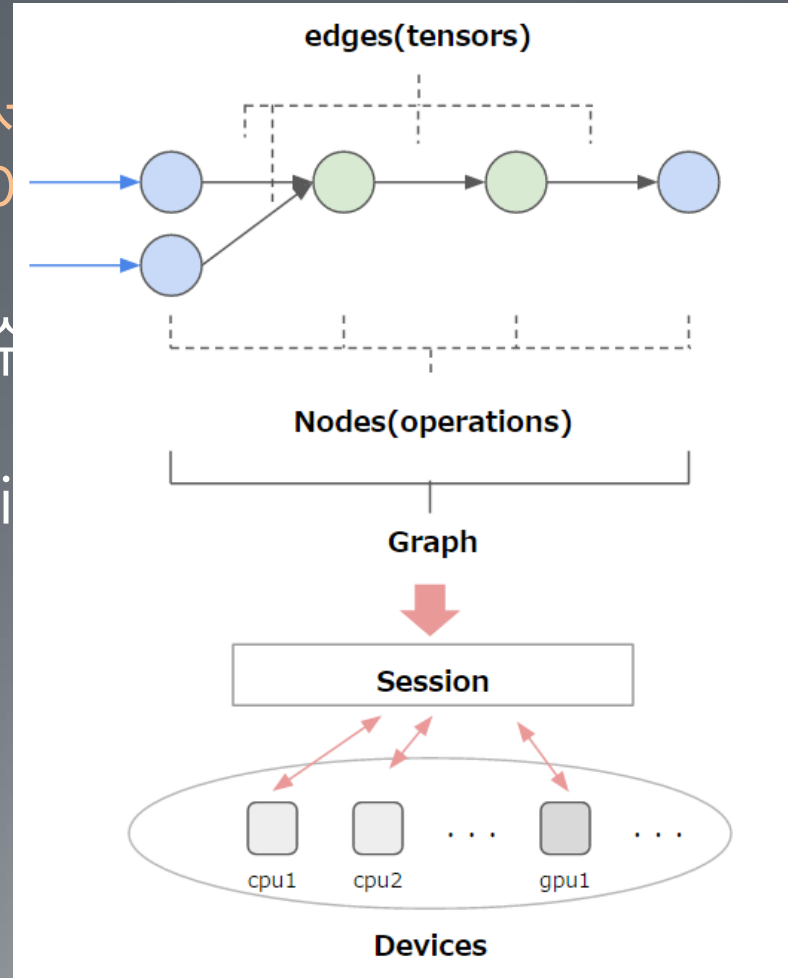 edges(tensors)
Nodes(operations)
Graph
Session
cpu1 cpu2 . . . gpu1 . . .
Devices